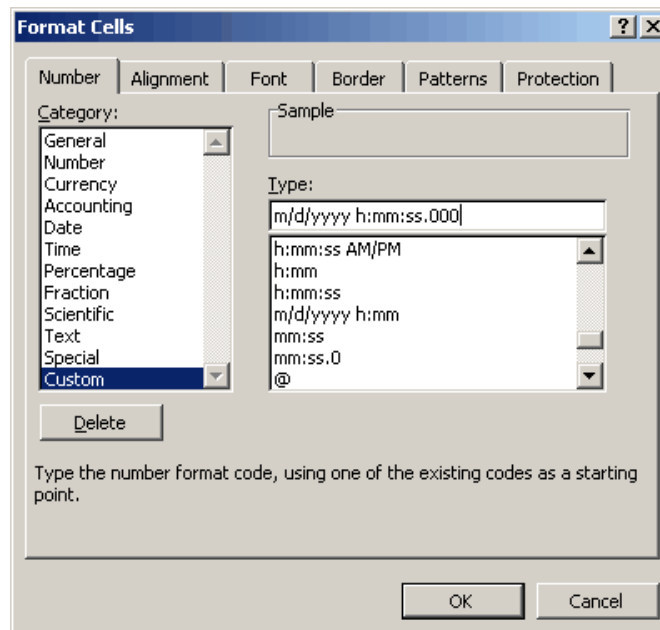 Format Cells
Number Alignment Font Border Patterns Protection
Category:
General
Number
Currency
Accounting
Date
Time
Percentage
Fraction
Scientific
Text
Special
Custom
Sample
Type:
m/d/yyyy h:mm:ss.000
h:mm:ss AM/PM
h:mm
h:mm:ss
m/d/yyyy h:mm
mm:ss
mm:ss.0
@
Delete
Type the number format code, using one of the existing codes as a starting
point.
OK Cancel